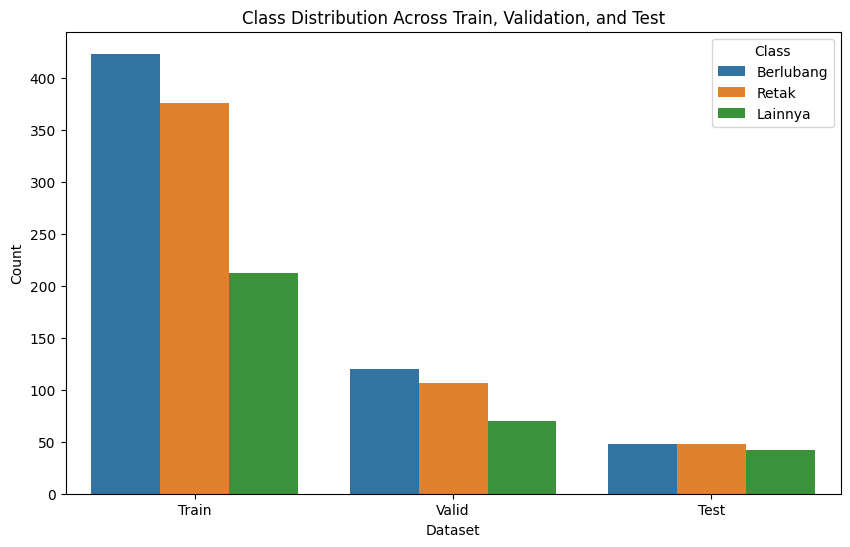 Class Distribution Across Train, Validation, and Test
Class
Berlubang
Retak
Lainnya
Count
400
350
300
250
200
150
100
50
0
Train Valid Test
Dataset